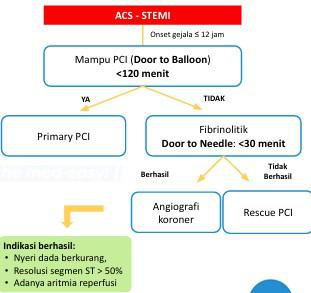 ACS - STEMI
Onset gejala ≤ 12 jam
Mampu PCI (Door to Balloon)
<120 menit
YA
TIDAK
Primary PCI
Fibrinolitik
Door to Needle: <30 menit
Berhasil
Tidak
Berhasil
Angiografi
koroner
Rescue PCI
Indikasi berhasil:
• Nyeri dada berkurang,
• Resolusi segmen ST > 50%
• Adanya aritmia reperfusi